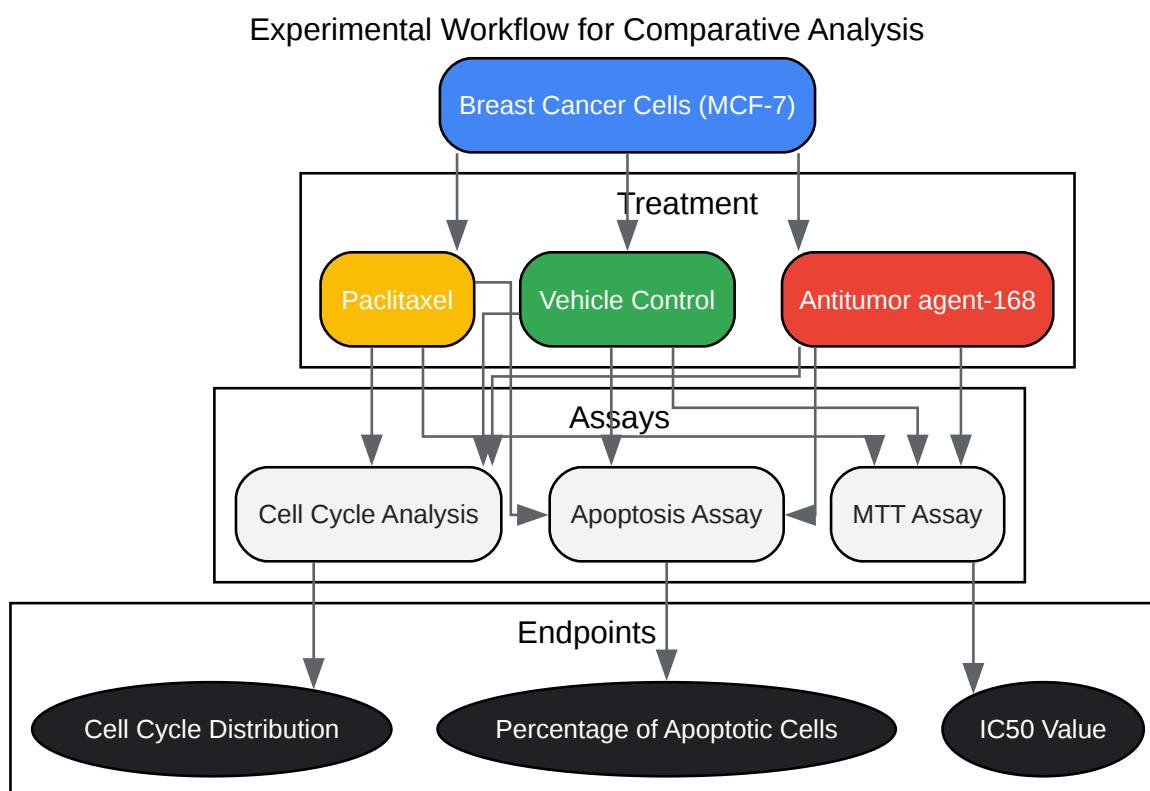 Experimental Workflow for Comparative Analysis
Breast Cancer Cells (MCF-7)
Treatment
Paclitaxel
Vehicle Control
Antitumor agent-168
Assays
Cell Cycle Analysis
Apoptosis Assay
MTT Assay
Endpoints
Cell Cycle Distribution
Percentage of Apoptotic Cells
IC50 Value